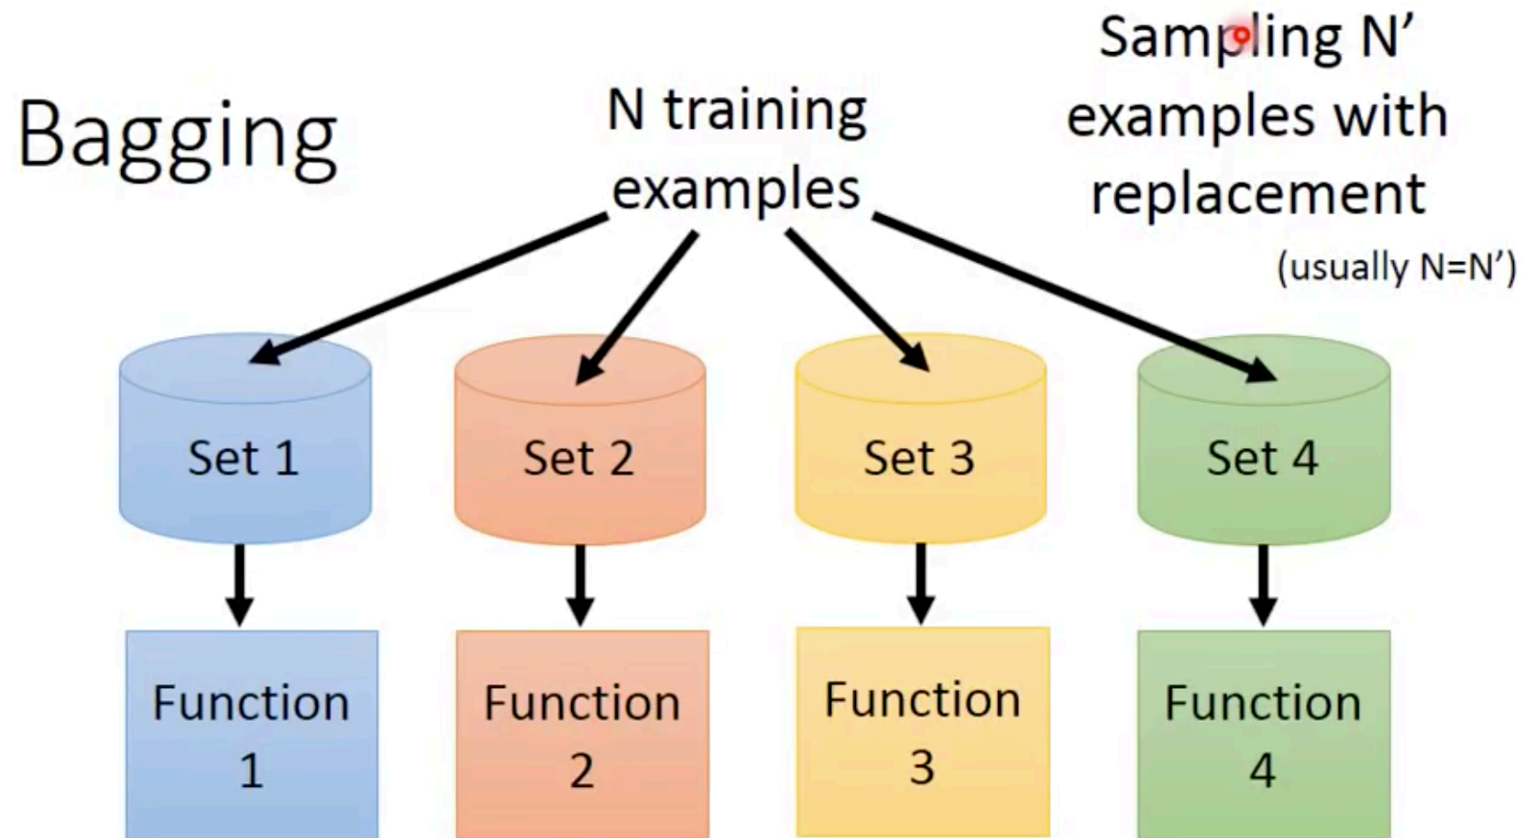 Bagging
N training
examples
Sampling N’
examples with
replacement
(usually N=N’)
Set 1
Set 2
Set 3
Set 4
Function
1
Function
2
Function
3
Function
4